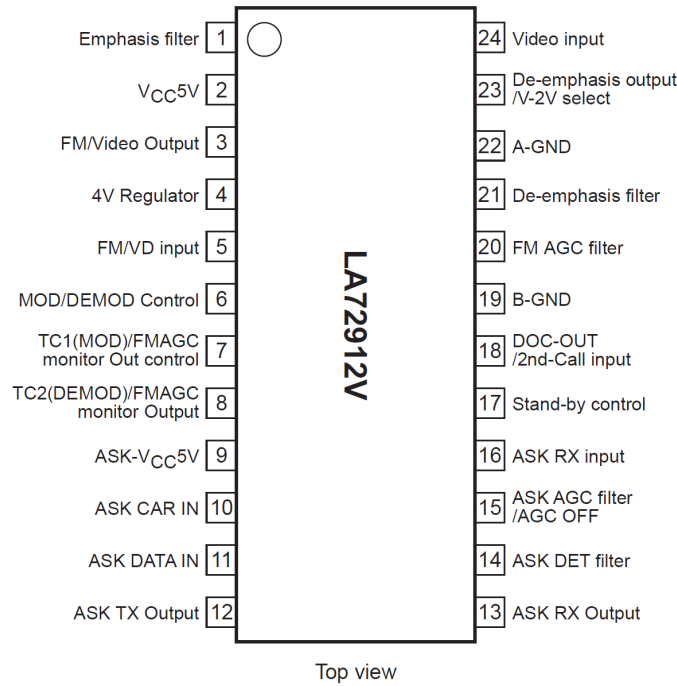 Emphasis filter 1
VCC5V 2
FM/Video Output 3
4V Regulator 4
FM/VD input 5
MOD/DEMOD Control 6
TC1(MOD)/FMAGC
monitor Out control 7
TC2(DEMOD)/FMAGC
monitor Output 8
ASK-VCC5V 9
ASK CAR IN 10
ASK DATA IN 11
ASK TX Output 12
LA72912V
24 Video input
23 De-emphasis output
/V-2V select
22 A-GND
21 De-emphasis filter
20 FM AGC filter
19 B-GND
18 DOC-OUT
/2nd-Call input
17 Stand-by control
16 ASK RX input
15 ASK AGC filter
/AGC OFF
14 ASK DET filter
13 ASK RX Output
Top view